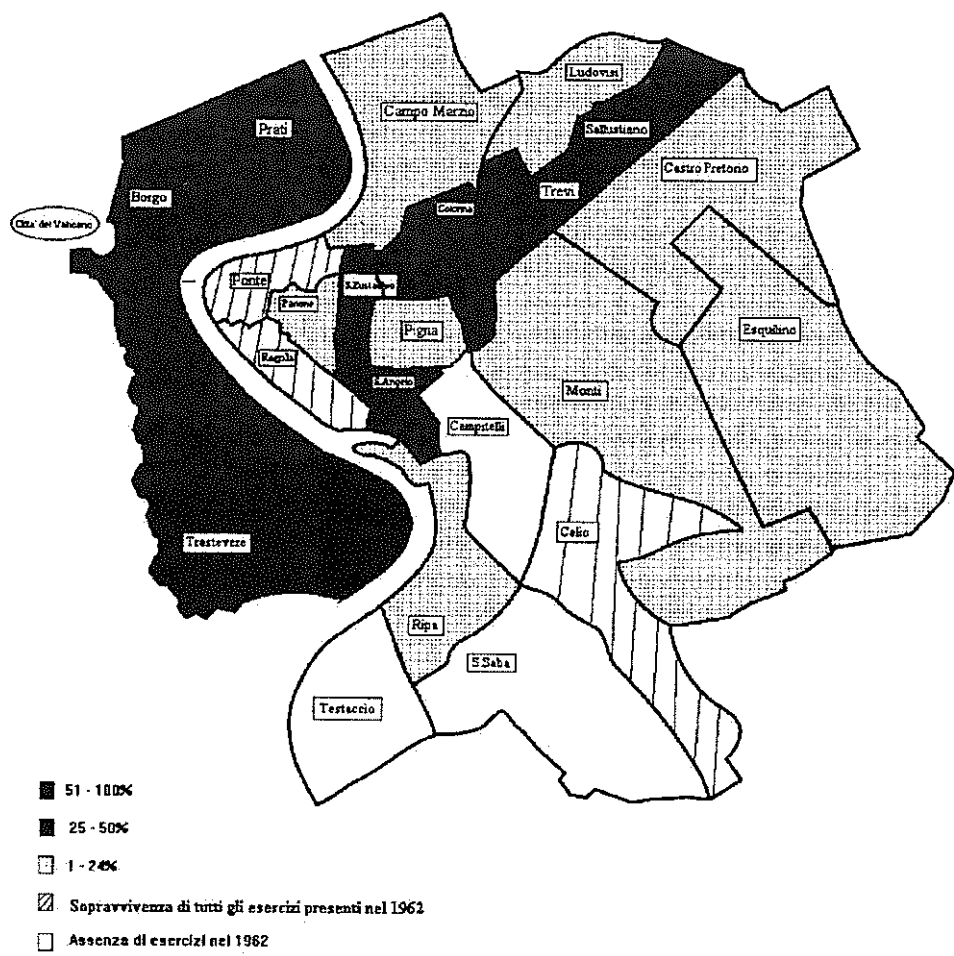 Ludovisi
Campo Marzio
Prati
Sallustiano
Castro Pretorio
Trevi
Borgo
Colonna
Citta' del Vaticano
Ponte
S.Eustachio
Parione
Pigna
Esquilino
Regola
S.Angelo
Monti
Campitelli
Celio
Trastevere
Ripa
S.Saba
Testaccio
51 - 100%
25 - 50%
1 - 24%
Sopravvivenza di tutti gli esercizi presenti nel 1962
Assenza di esercizi nel 1962